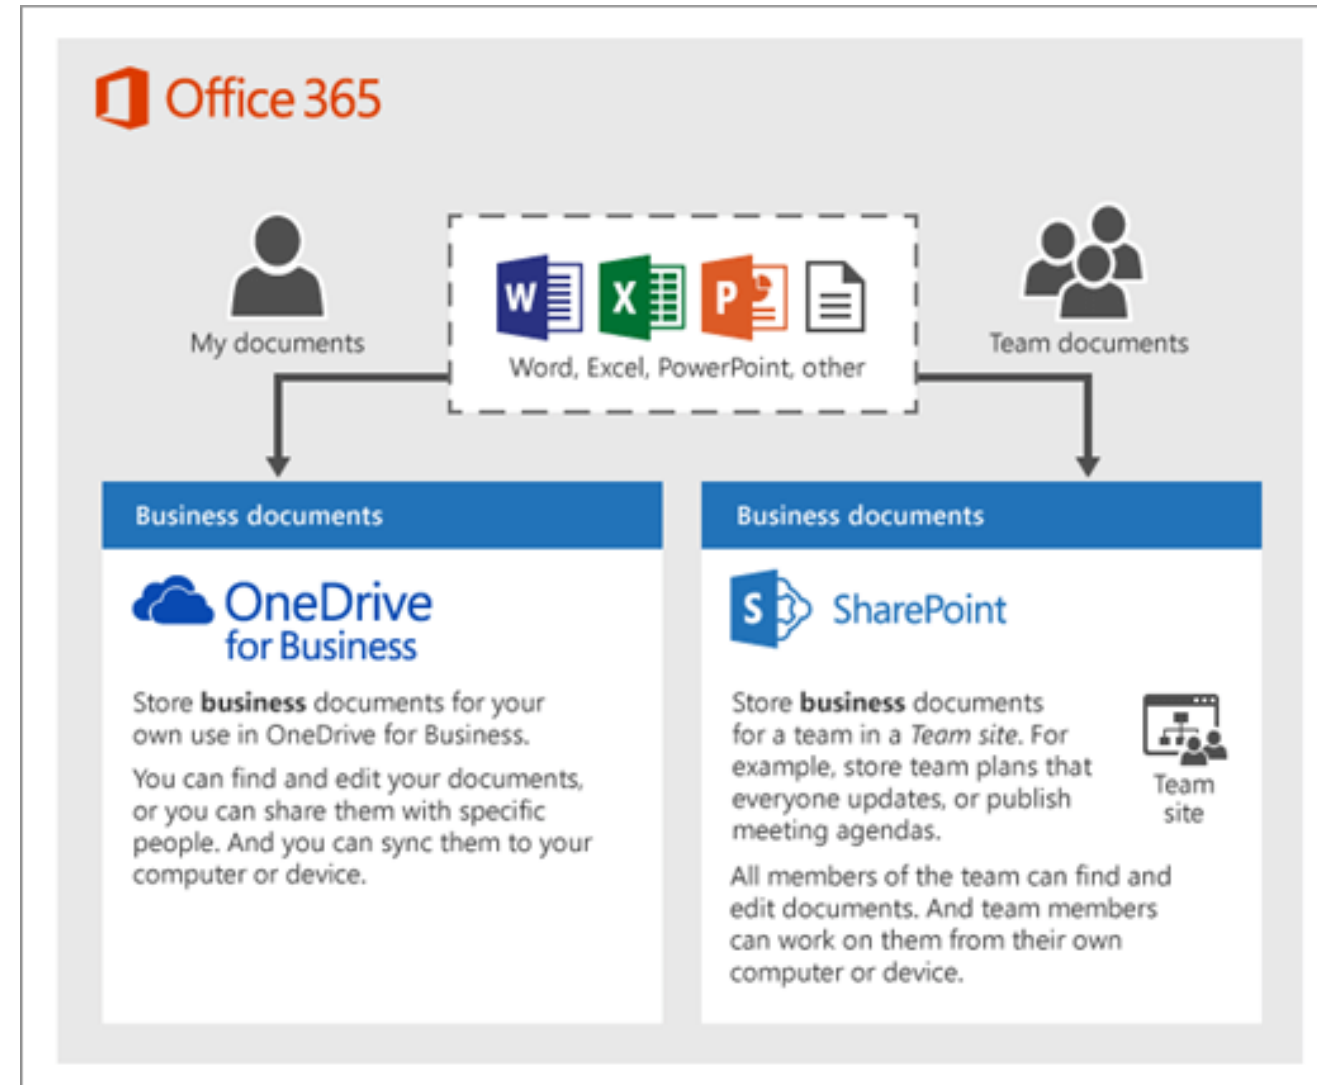 Office 365
My documents
W X P
Word, Excel, PowerPoint, other
Team documents
Business documents
OneDrive
for Business
Store business documents for your
own use in OneDrive for Business.
You can find and edit your documents,
or you can share them with specific
people. And you can sync them to your
computer or device.
Business documents
S SharePoint
Store business documents
for a team in a Team site. For
example, store team plans that
everyone updates, or publish
meeting agendas.
Team
site
All members of the team can find and
edit documents. And team members
can work on them from their own
computer or device.